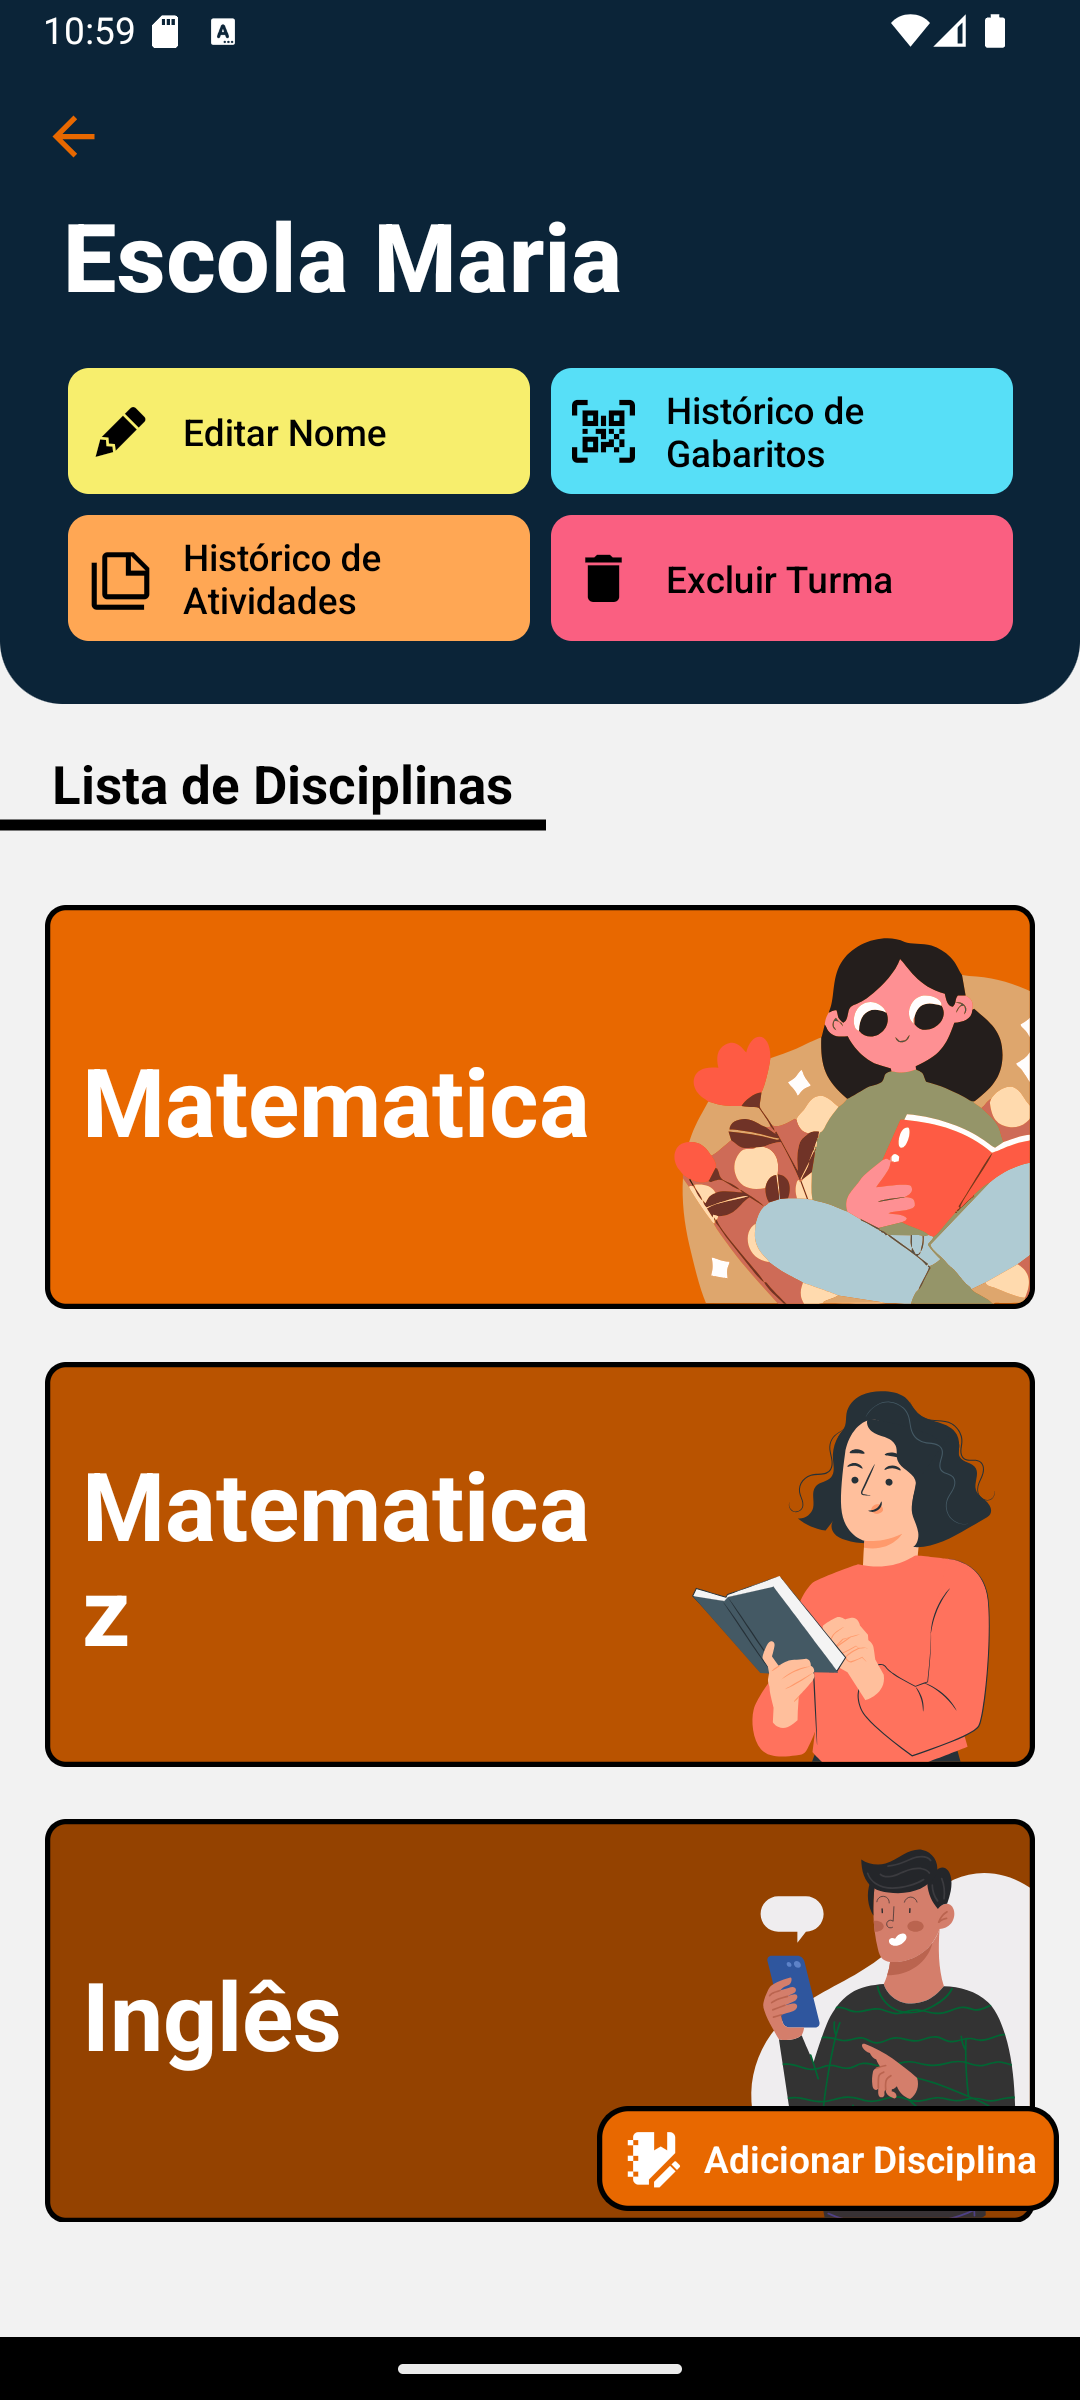 10:59
Escola Maria
Editar Nome
Histórico de
Gabaritos
Histórico de
Atividades
Excluir Turma
Lista de Disciplinas
Matematica
Matematica
z
Inglês
Adicionar Disciplina